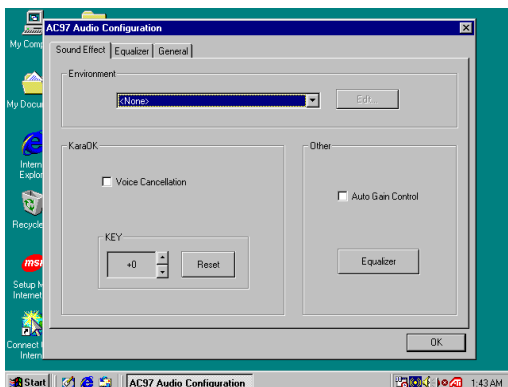 AC97 Audio Configuration
My Comp
Sound Effect Equalizer General
Environment
<None>
Edit...
My Docu
KaraOK
Other
Intern
Explor
Voice Cancellation
Auto Gain Control
Recycle
KEY
+0
Reset
Equalizer
msi
Setup M
Internet
OK
Connect
Intern
Start
AC97 Audio Configuration
1:43 AM